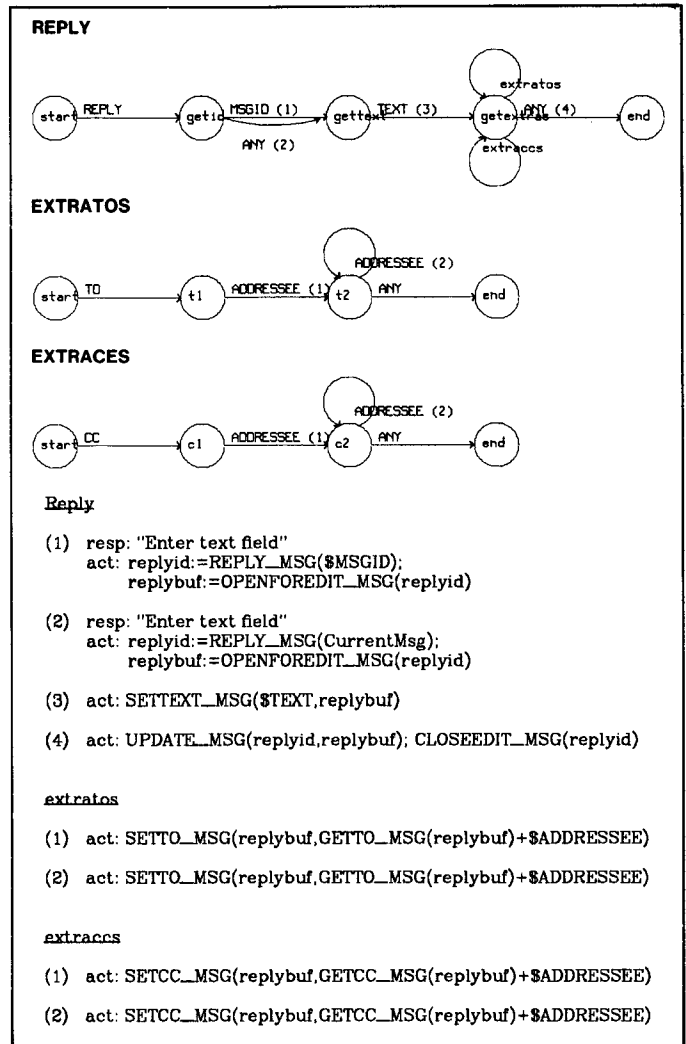 REPLY
extratos
start REPLY getid MSGID (1) gettext TEXT (3) getextras ANY (4) end
ANY (2)
extraccs
EXTRATOS
ADDRESSEE (2)
start TO t1 ADDRESSEE (1) t2 ANY end
EXTRACES
ADDRESSEE (2)
start CC c1 ADDRESSEE (1) c2 ANY end
Reply
(1) resp: "Enter text field"
act: replyid:=REPLY_MSG($MSGID);
replybuf:=OPENFOREDIT_MSG(replyid)
(2) resp: "Enter text field"
act: replyid:=REPLY_MSG(CurrentMsg);
replybuf:=OPENFOREDIT_MSG(replyid)
(3) act: SETTEXT_MSG($TEXT,replybuf)
(4) act: UPDATE_MSG(replyid,replybuf); CLOSEEDIT_MSG(replyid)
extratos
(1) act: SETTO_MSG(replybuf,GETTO_MSG(replybuf)+$ADDRESSEE)
(2) act: SETTO_MSG(replybuf,GETTO_MSG(replybuf)+$ADDRESSEE)
extraccs
(1) act: SETCC_MSG(replybuf,GETCC_MSG(replybuf)+$ADDRESSEE)
(2) act: SETCC_MSG(replybuf,GETCC_MSG(replybuf)+$ADDRESSEE)